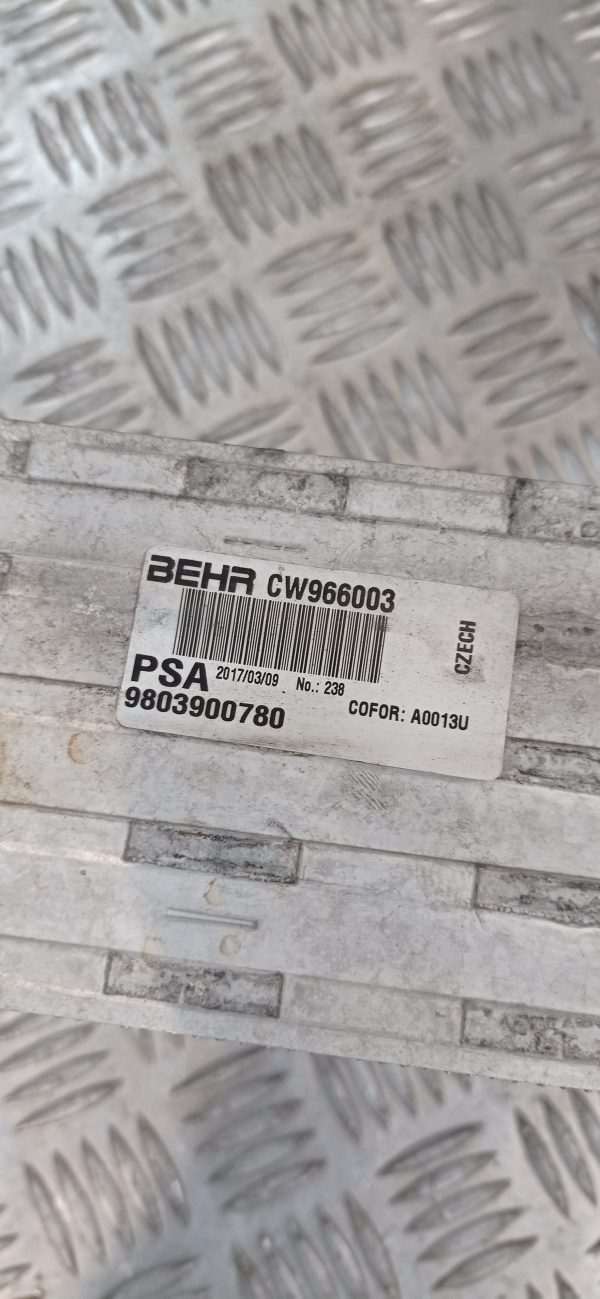 BEHR CW966003
CZECH
PSA 2017/03/09 No.: 238
9803900780 COFOR: A0013U